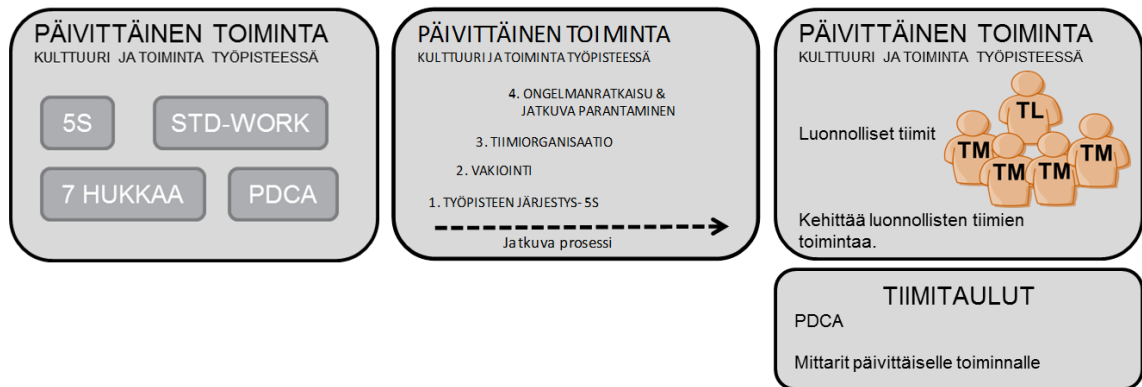 PÄIVITTÄINEN TOIMINTA
KULTTUURI JA TOIMINTA TYÖPISTEESSÄ
5S
STD-WORK
7 HUKKAA
PDCA
PÄIVITTÄINEN TOIMINTA
KULTTUURI JA TOIMINTA TYÖPISTEESSÄ
4. ONGELMANRATKAISU &
JATKUVA PARANTAMINEN
3. TIIMIORGANISAATIO
2. VAKIOINTI
1. TYÖPISTEEN JÄRJESTYS- 5S
Jatkuva prosessi
PÄIVITTÄINEN TOIMINTA
KULTTUURI JA TOIMINTA TYÖPISTEESSÄ
TL
Luonnolliset tiimit
TM
TM
TM
TM
Kehittää luonnollisten tiimien
toimintaa.
TIIMITAULUT
PDCA
Mittarit päivittäiselle toiminnalle